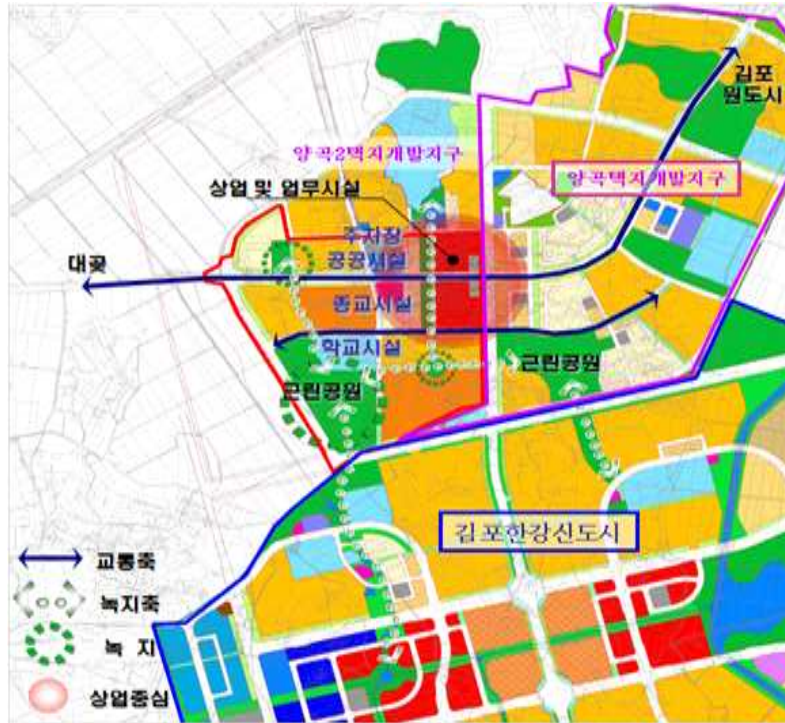 김포
원도시
양곡2택지개발지구
양곡택지개발지구
상업 및 업무시설
주차장
대곶
공공시설
종교시설
학교시설
근린공원
근린공원
김포한강신도시
교통축
녹지축
녹 지
상업중심